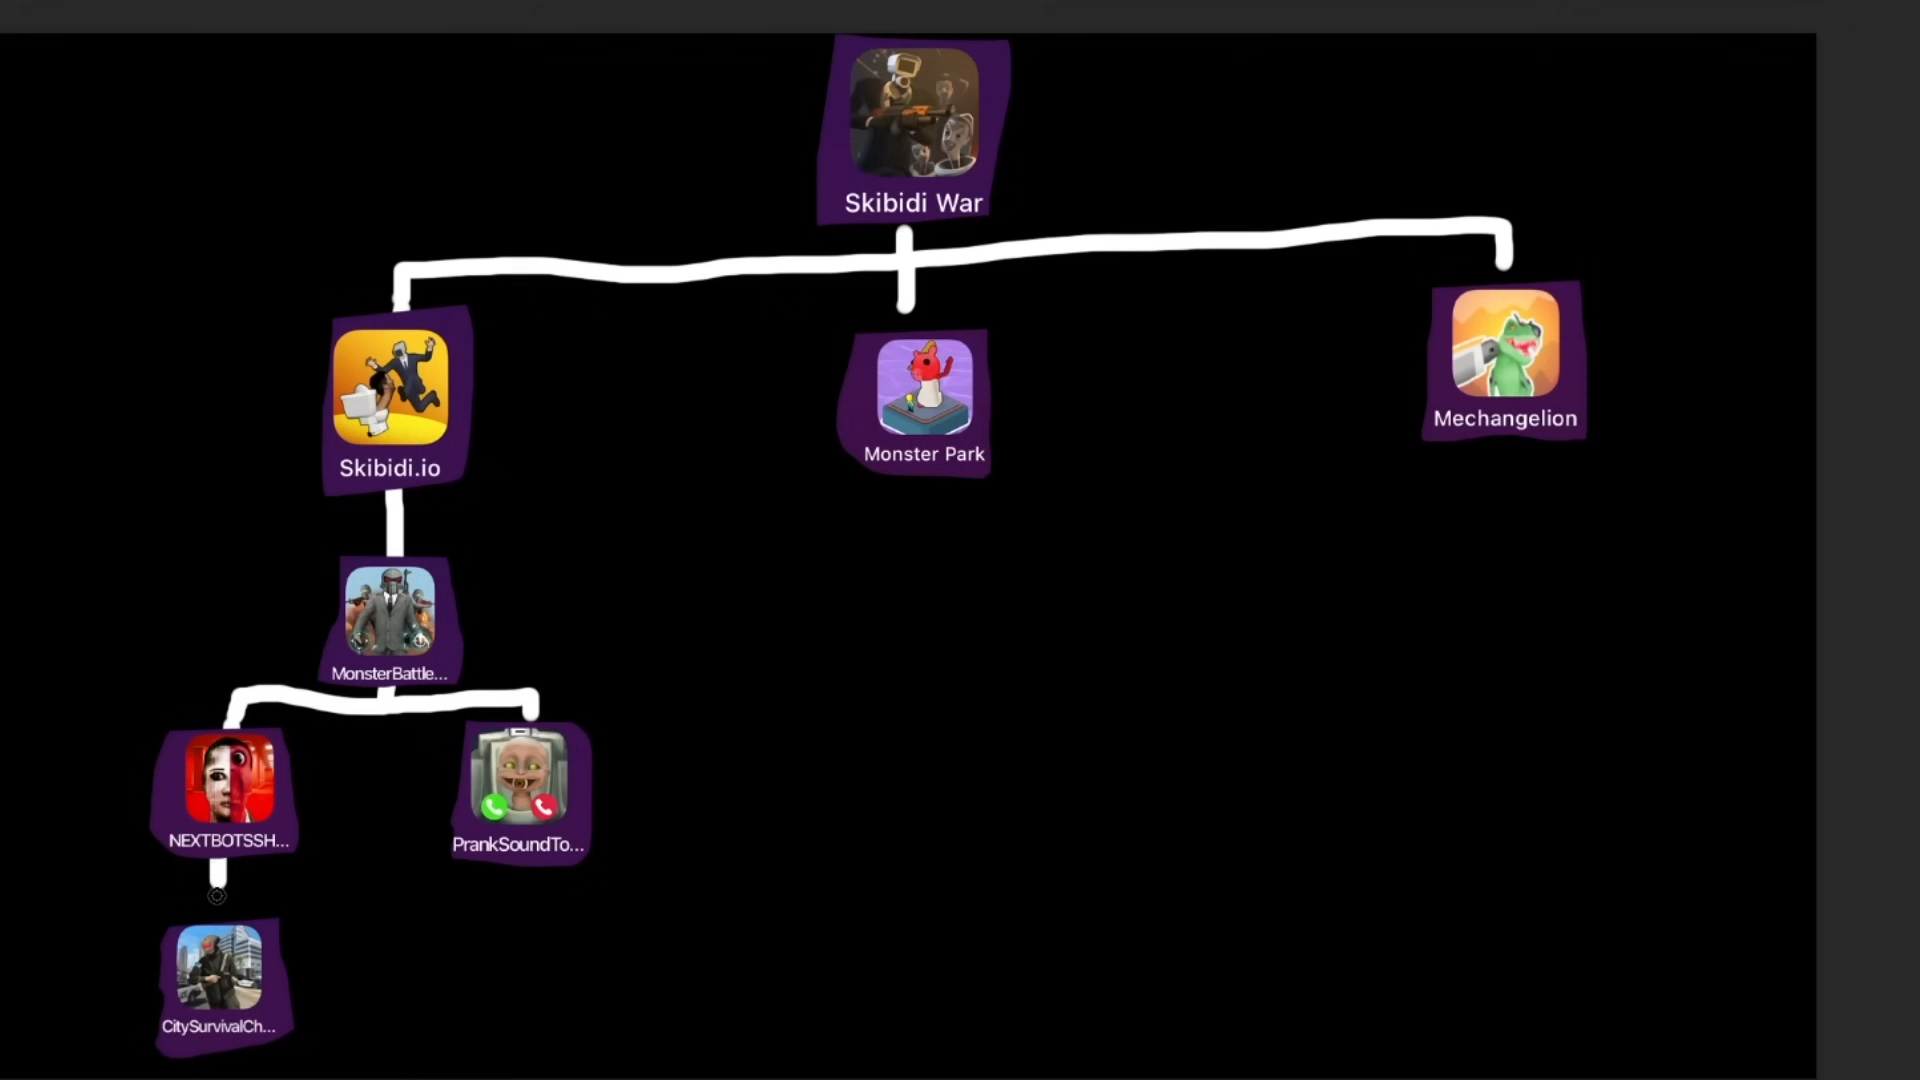 Skibidi War
Skibidi.io
Monster Park
Mechangelion
MonsterBattle...
NEXTBOTSSH...
PrankSoundTo...
CitySurvivalCh...